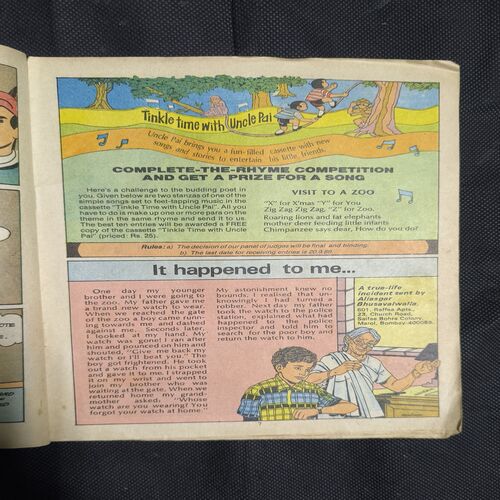 Tinkle time with Uncle Pai
Uncle Pai brings you a fun-filled cassette with new
songs and stories to entertain his little friends.
COMPLETE-THE-RHYME COMPETITION
AND GET A PRIZE FOR A SONG
Here's a challenge to the budding poet in
you. Given below are two stanzas of one of the
simple songs set to feet-tapping music in the
cassette "Tinkle Time with Uncle Pai". All you
have to do is make up one or more para on the
theme in the same rhyme and send it to us.
The best ten entries will be awarded a FREE
copy of the cassette "Tinkle Time with Uncle
Pai" (priced: Rs. 25)
VISIT TO A ZOO
"X" for X'mas "Y" for You
Zig Zag Zig Zag, "Z" for Zoo.
Roaring lions and fat elephants
mother deer feeding little infants
Chimpanzee says dear, How do you do?
Rules: a) The decision of our panel of judges will be final and binding.
b) The last date for receiving entries is
It happened to me...
One day my younger
brother and I were going to
the zoo. My father gave me
a brand new watch to wear.
When we reached the gate
of the zoo a boy came runn-
ing towards me and dashed
against me. Seconds later,
I looked at my hand. My
watch was gone! I ran after
him and pounced on him and
shouted, "Give me back my
watch or I'll beat you". The
boy got frightened. He took
out a watch from his pocket
and gave it to me. I strapped
it on my wrist and went to
join my brother who was
waiting at the gate. When we
returned home my grand-
mother asked, "Whose
watch are you wearing? You
forgot your watch at home".
My astonishment knew no
bounds. I realised that un-
knowingly I had turned a
robber. Next day my father
took the watch to the police
station, explained what had
happened to the police
inspector and told him to
search for the poor boy and
return the watch to him.
A true-life
incident sent by
Aliasgar
Bhusavalwalla,
601, Raffea Apts.,
23, Church Road,
Saifee Bohra Colony,
Marol, Bombay-400059.